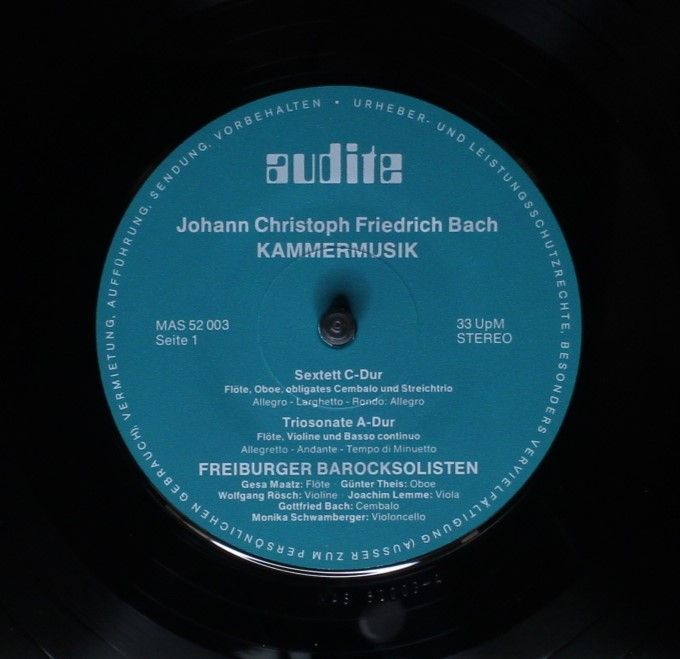 audite
Johann Christoph Friedrich Bach
KAMMERMUSIK
MAS 52 003
Seite 1
33 UpM
STEREO
Sextett C-Dur
Flöte, Oboe, obligates Cembalo und Streichtrio
Allegro - Larghetto - Rondo: Allegro
Triosonate A-Dur
Flöte, Violine und Basso continuo
Allegretto - Andante - Tempo di Minuetto
FREIBURGER BAROCKSOLISTEN
Gesa Maatz: Flöte · Günter Theis: Oboe
Wolfgang Rösch: Violine · Joachim Lemme: Viola
Gottfried Bach: Cembalo
Monika Schwamberger: Violoncello
URHEBER- UND LEISTUNGSSCHUTZRECHTE, BESONDERS VERVIELFÄLTIGUNG (AUSSER ZUM PERSÖNLICHEN GEBRAUCH), VERMIETUNG, AUFFÜHRUNG, SENDUNG, VORBEHALTEN •